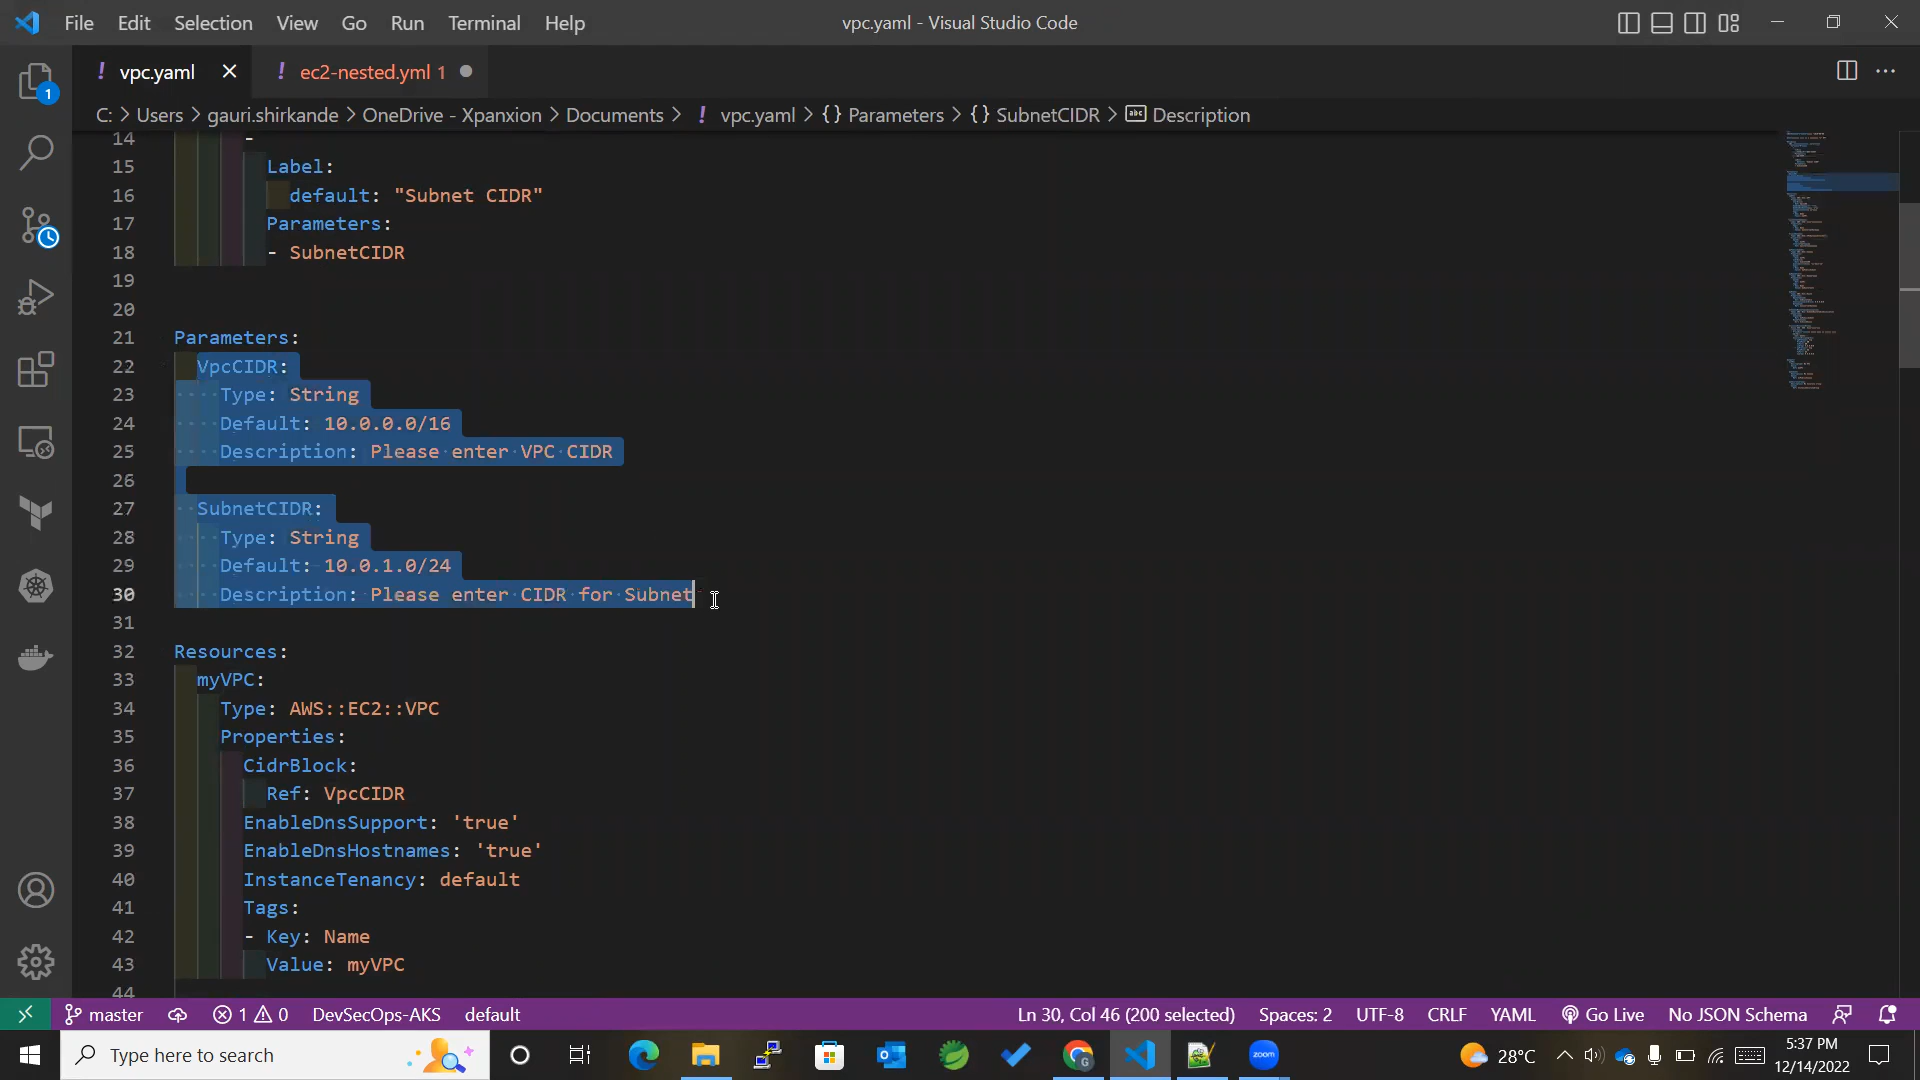 File Edit Selection View Go Run Terminal Help
vpc.yaml - Visual Studio Code
! vpc.yaml
! ec2-nested.yml 1
C: > Users > gauri.shirkande > OneDrive - Xpanxion > Documents > ! vpc.yaml > {} Parameters > {} SubnetCIDR > abc Description
1
14 -
15 Label:
16 default: "Subnet CIDR"
17 Parameters:
18 - SubnetCIDR
19
20
21 Parameters:
22 VpcCIDR:
23 Type: String
24 Default: 10.0.0.0/16
25 Description: Please enter VPC CIDR
26
27 SubnetCIDR:
28 Type: String
29 Default: 10.0.1.0/24
30 Description: Please enter CIDR for Subnet
31
32 Resources:
33 myVPC:
34 Type: AWS::EC2::VPC
35 Properties:
36 CidrBlock:
37 Ref: VpcCIDR
38 EnableDnsSupport: 'true'
39 EnableDnsHostnames: 'true'
40 InstanceTenancy: default
41 Tags:
42 - Key: Name
43 Value: myVPC
44
master 1 0 DevSecOps-AKS default
Ln 30, Col 46 (200 selected) Spaces: 2 UTF-8 CRLF YAML Go Live No JSON Schema
Type here to search
zoom
28°C
5:37 PM
12/14/2022